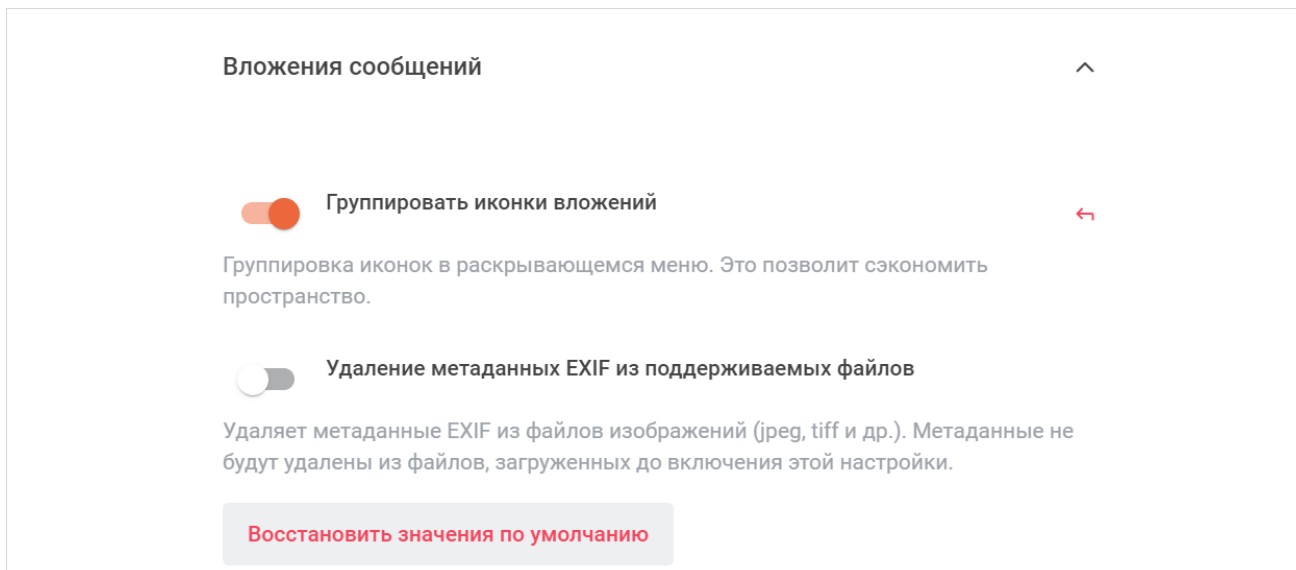 Вложения сообщений
Группировать иконки вложений
Группировка иконок в раскрывающемся меню. Это позволит сэкономить
пространство.
Удаление метаданных EXIF из поддерживаемых файлов
Удаляет метаданные EXIF из файлов изображений (jpeg, tiff и др.). Метаданные не
будут удалены из файлов, загруженных до включения этой настройки.
Восстановить значения по умолчанию